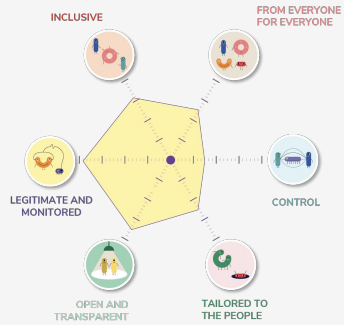 INCLUSIVE
FROM EVERYONE
FOR EVERYONE
LEGITIMATE AND
MONITORED
CONTROL
OPEN AND
TRANSPARENT
TAILORED TO
THE PEOPLE